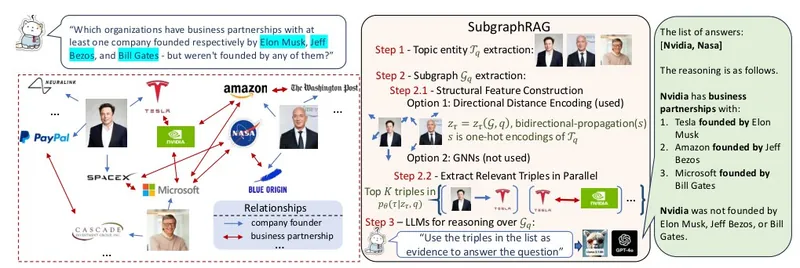 "Which organizations have business partnerships with at
least one company founded respectively by Elon Musk, Jeff
Bezos, and Bill Gates - but weren't founded by any of them?"
NEURALINK
TESLA
amazon
The Washington Post
...
...
PayPal
NVIDIA
NASA
SPACEX
Microsoft
BLUE ORIGIN
CASCADE
...
Relationships
company founder
business partnership
...
SubgraphRAG
Step 1 - Topic entity 𝒯q extraction:
Step 2 - Subgraph 𝒢q extraction:
Step 2.1 - Structural Feature Construction
Option 1: Directional Distance Encoding (used)
zτ = zτ(𝒢, q), bidirectional-propagation(s)
s is one-hot encodings of 𝒯q
Option 2: GNNs (not used)
Step 2.2 - Extract Relevant Triples in Parallel
Top K triples in
pθ(τ|zτ, q)
TESLA
TESLA
NVIDIA
...
Step 3 – LLMs for reasoning over 𝒢q:
"Use the triples in the list as
evidence to answer the question"
GPT-4o
The list of answers:
[Nvidia, Nasa]
The reasoning is as follows.
Nvidia has business
partnerships with:
1. Tesla founded by Elon
Musk
2. Amazon founded by Jeff
Bezos
3. Microsoft founded by
Bill Gates
Nvidia was not founded by
Elon Musk, Jeff Bezos, or Bill
Gates.